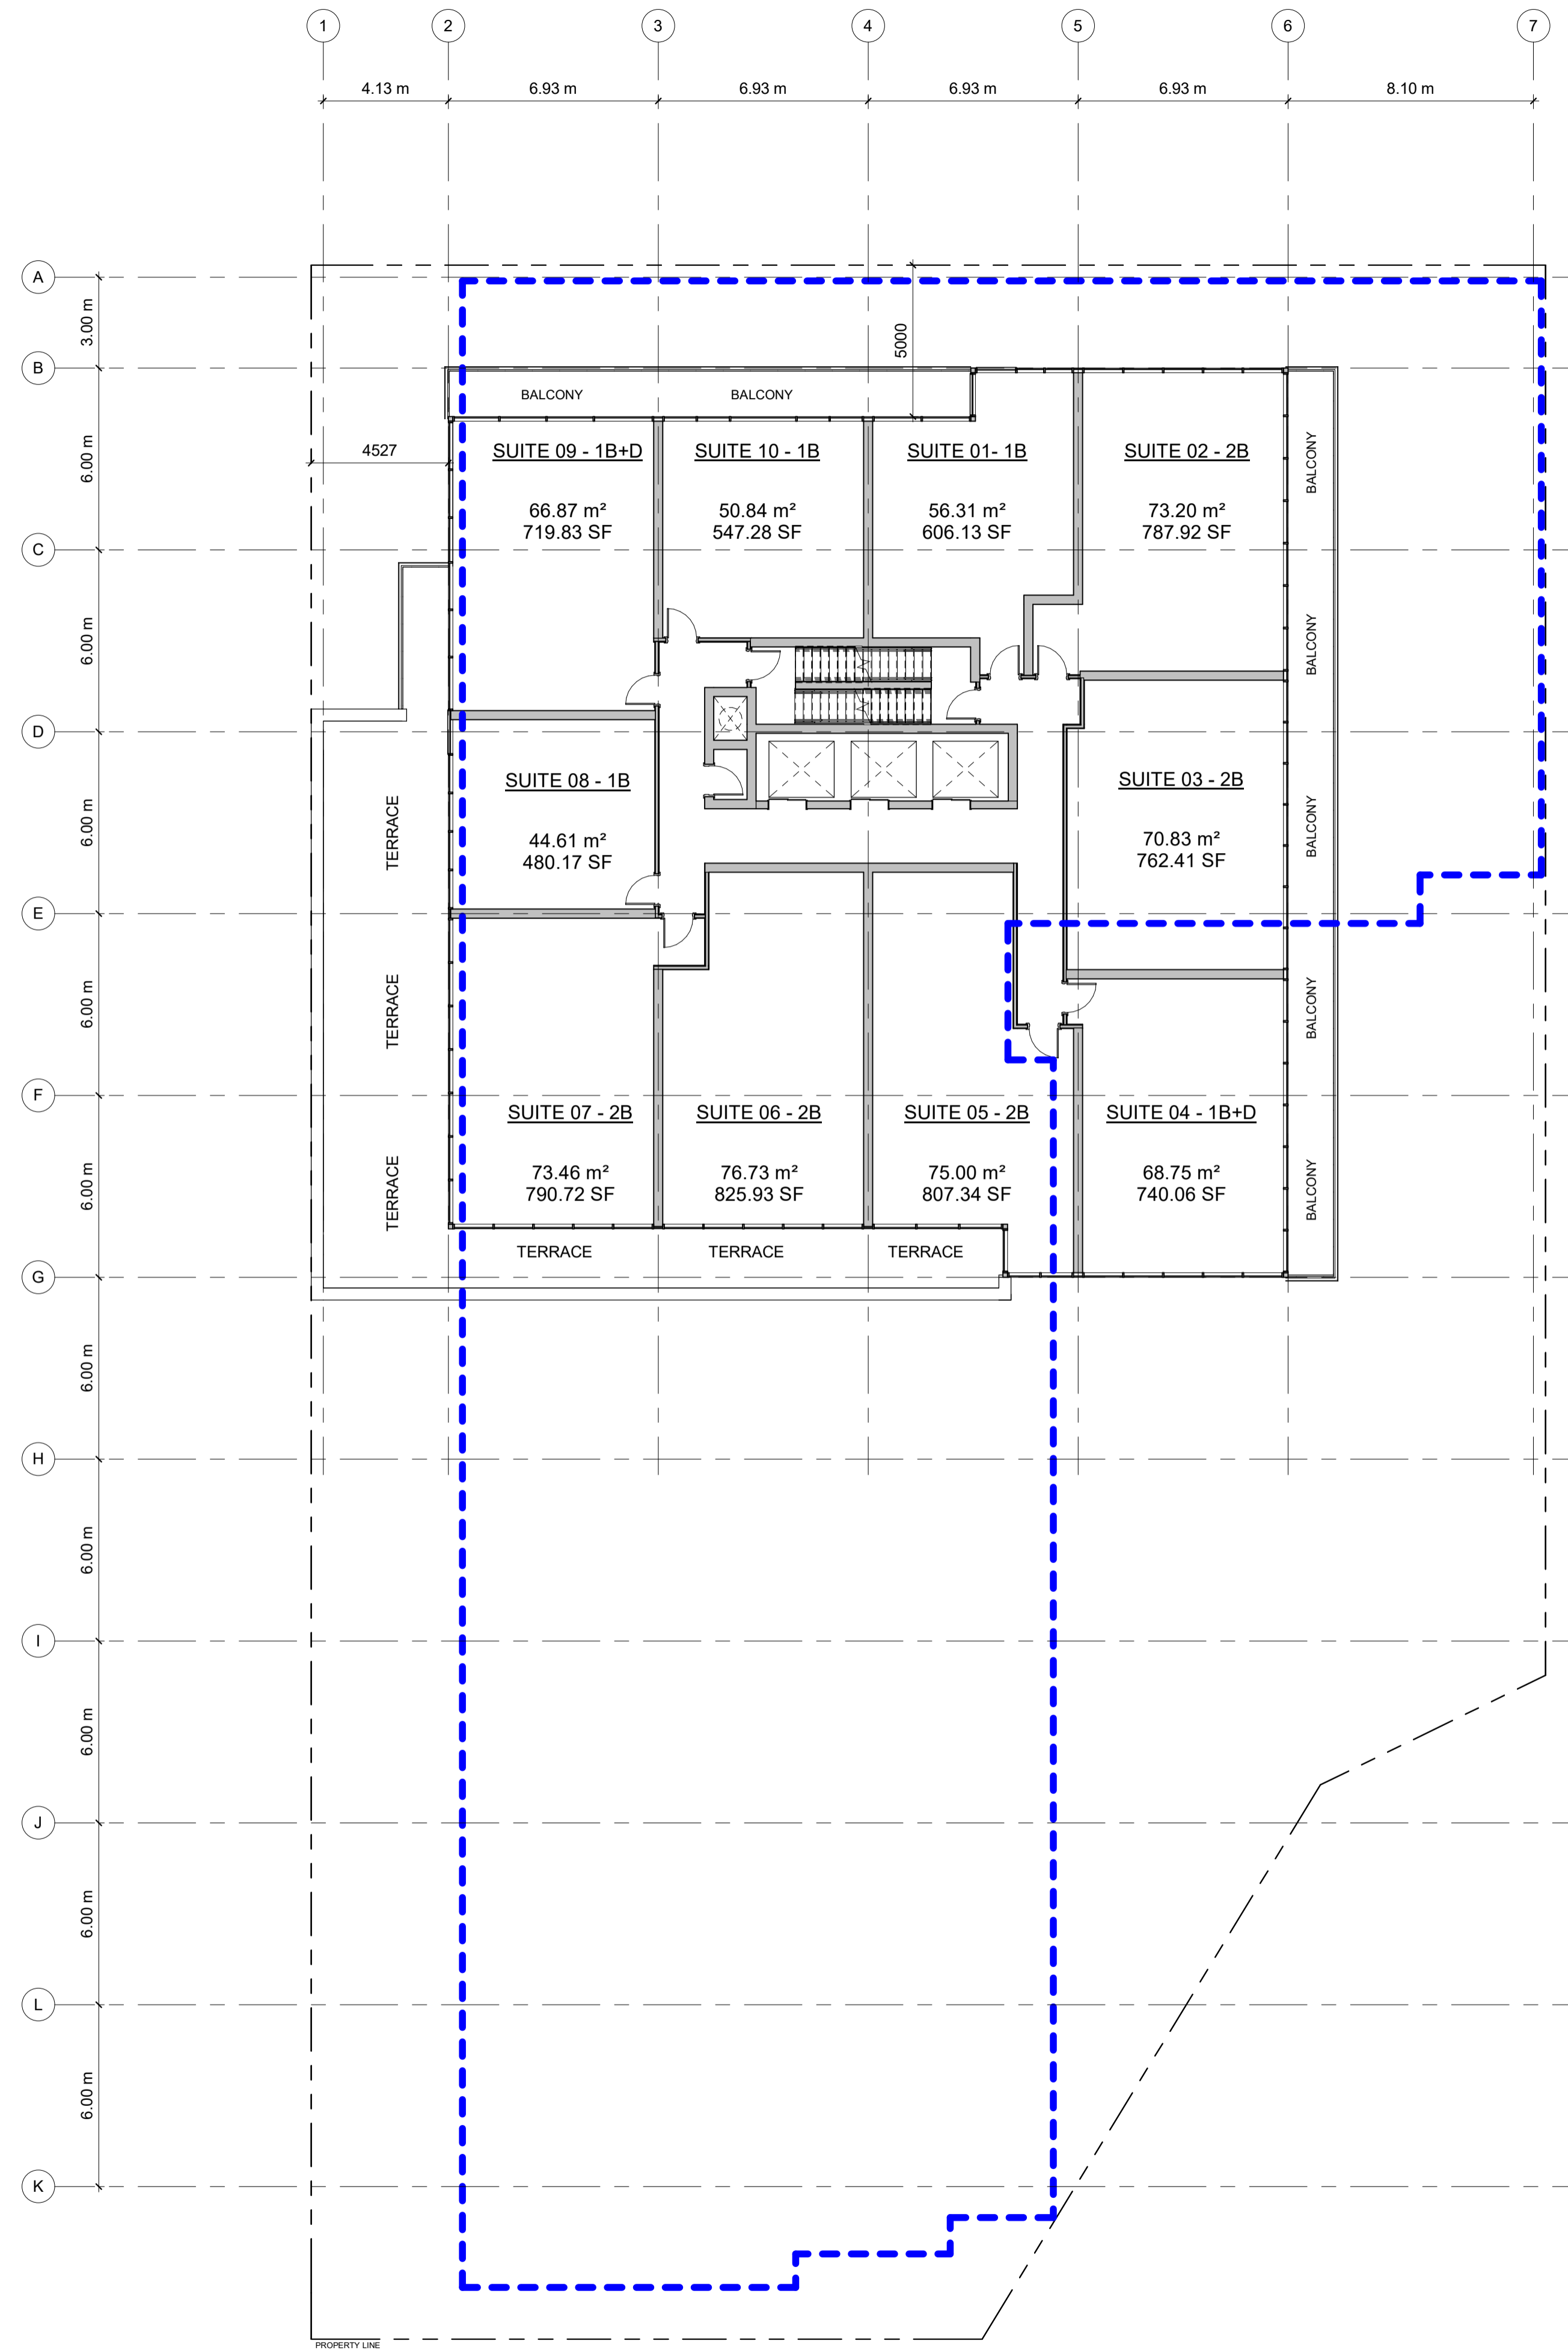 1 2 3 4 5 6 7
4.13 m 6.93 m 6.93 m 6.93 m 6.93 m 8.10 m
A
3.00 m
5000
B
BALCONY BALCONY
6.00 m
4527
SUITE 09 - 1B+D SUITE 10 - 1B SUITE 01- 1B SUITE 02 - 2B
BALCONY
66.87 m² 50.84 m² 56.31 m² 73.20 m²
719.83 SF 547.28 SF 606.13 SF 787.92 SF
C
6.00 m
BALCONY
D
SUITE 08 - 1B SUITE 03 - 2B
6.00 m
TERRACE
BALCONY
44.61 m² 70.83 m²
480.17 SF 762.41 SF
E
6.00 m
TERRACE
BALCONY
F
SUITE 07 - 2B SUITE 06 - 2B SUITE 05 - 2B SUITE 04 - 1B+D
6.00 m
TERRACE
BALCONY
73.46 m² 76.73 m² 75.00 m² 68.75 m²
790.72 SF 825.93 SF 807.34 SF 740.06 SF
TERRACE TERRACE TERRACE
G
6.00 m
H
6.00 m
I
6.00 m
J
6.00 m
L
6.00 m
K
PROPERTY LINE